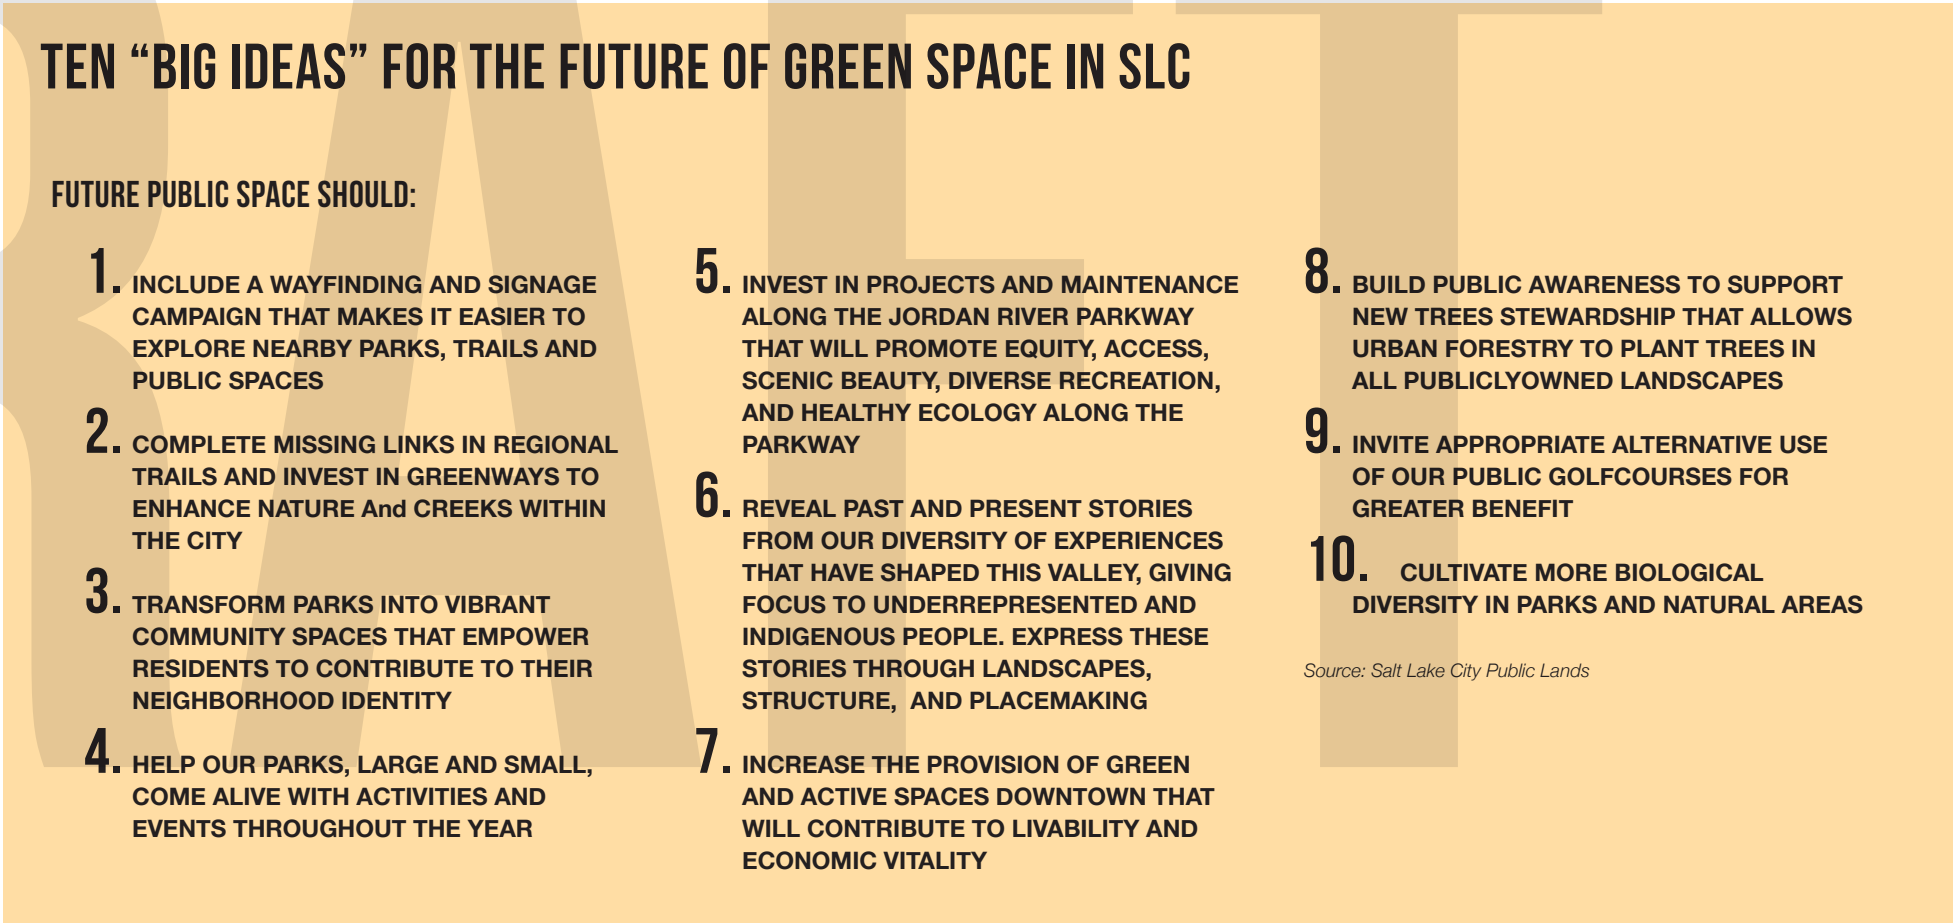 TEN “BIG IDEAS” FOR THE FUTURE OF GREEN SPACE IN SLC
FUTURE PUBLIC SPACE SHOULD:
1. INCLUDE A WAYFINDING AND SIGNAGE
CAMPAIGN THAT MAKES IT EASIER TO
EXPLORE NEARBY PARKS, TRAILS AND
PUBLIC SPACES
2. COMPLETE MISSING LINKS IN REGIONAL
TRAILS AND INVEST IN GREENWAYS TO
ENHANCE NATURE And CREEKS WITHIN
THE CITY
3. TRANSFORM PARKS INTO VIBRANT
COMMUNITY SPACES THAT EMPOWER
RESIDENTS TO CONTRIBUTE TO THEIR
NEIGHBORHOOD IDENTITY
4. HELP OUR PARKS, LARGE AND SMALL,
COME ALIVE WITH ACTIVITIES AND
EVENTS THROUGHOUT THE YEAR
5. INVEST IN PROJECTS AND MAINTENANCE
ALONG THE JORDAN RIVER PARKWAY
THAT WILL PROMOTE EQUITY, ACCESS,
SCENIC BEAUTY, DIVERSE RECREATION,
AND HEALTHY ECOLOGY ALONG THE
PARKWAY
6. REVEAL PAST AND PRESENT STORIES
FROM OUR DIVERSITY OF EXPERIENCES
THAT HAVE SHAPED THIS VALLEY, GIVING
FOCUS TO UNDERREPRESENTED AND
INDIGENOUS PEOPLE. EXPRESS THESE
STORIES THROUGH LANDSCAPES,
STRUCTURE, AND PLACEMAKING
7. INCREASE THE PROVISION OF GREEN
AND ACTIVE SPACES DOWNTOWN THAT
WILL CONTRIBUTE TO LIVABILITY AND
ECONOMIC VITALITY
8. BUILD PUBLIC AWARENESS TO SUPPORT
NEW TREES STEWARDSHIP THAT ALLOWS
URBAN FORESTRY TO PLANT TREES IN
ALL PUBLICLYOWNED LANDSCAPES
9. INVITE APPROPRIATE ALTERNATIVE USE
OF OUR PUBLIC GOLFCOURSES FOR
GREATER BENEFIT
10. CULTIVATE MORE BIOLOGICAL
DIVERSITY IN PARKS AND NATURAL AREAS
Source: Salt Lake City Public Lands
RAFT